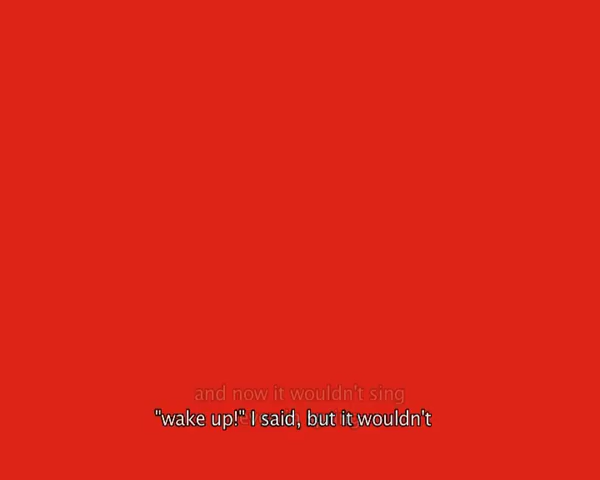 and now it wouldn't sing
"wake up!" I said, but it wouldn't